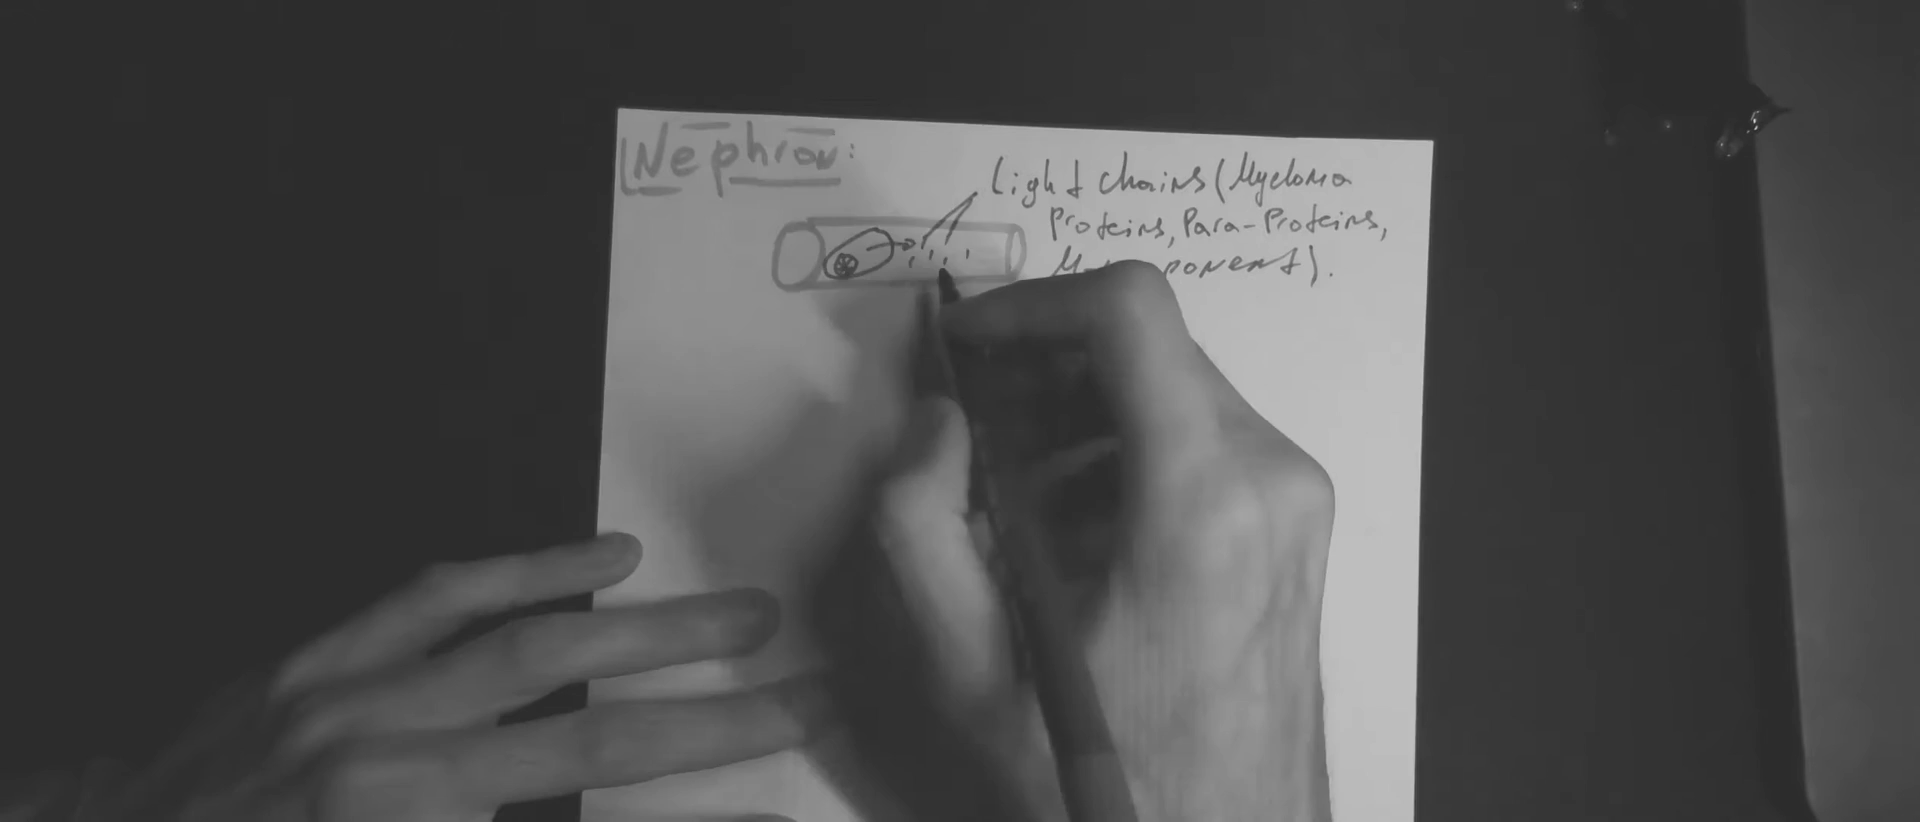 Nephron:
Light chains (Myeloma
Proteins, Para-Proteins,
ponent).